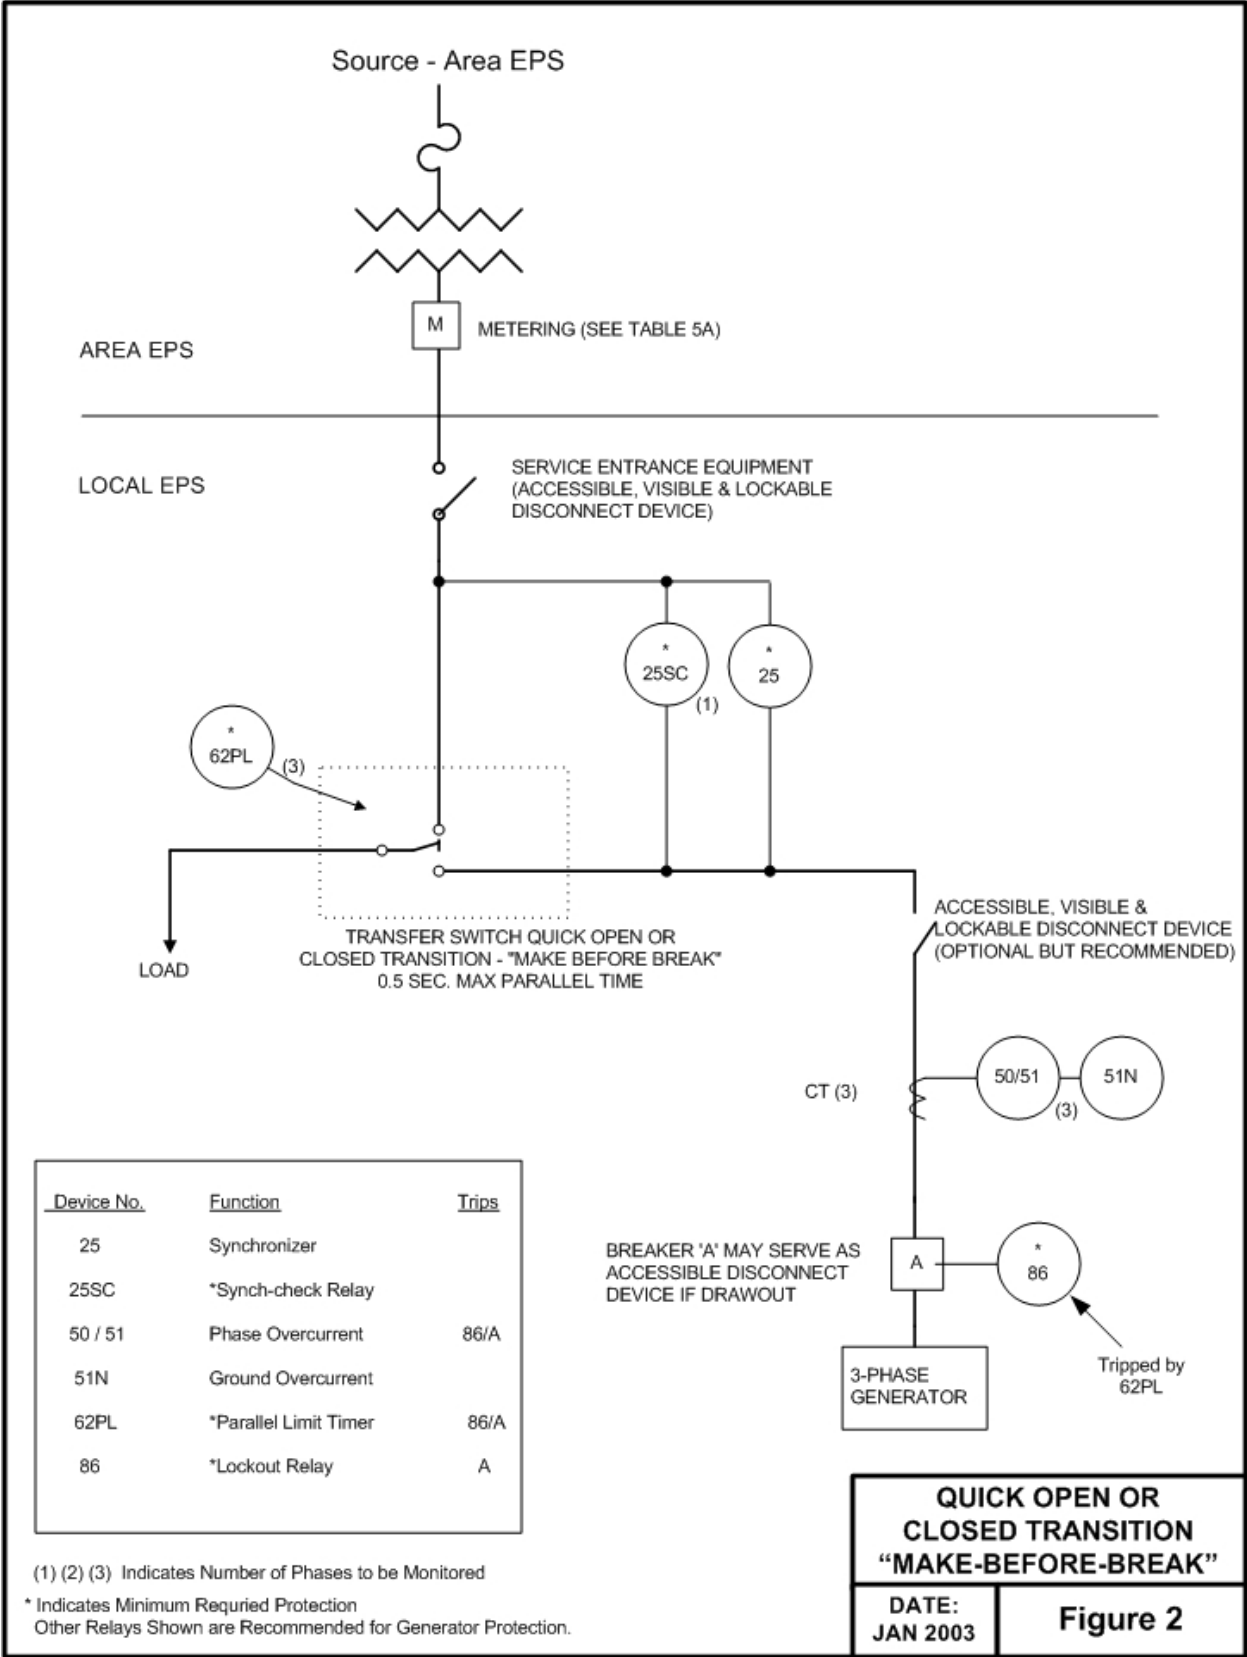 Source - Area EPS
M
METERING (SEE TABLE 5A)
AREA EPS
LOCAL EPS
SERVICE ENTRANCE EQUIPMENT
(ACCESSIBLE, VISIBLE & LOCKABLE
DISCONNECT DEVICE)
*
25SC
(1)
*
25
*
62PL
(3)
LOAD
TRANSFER SWITCH QUICK OPEN OR
CLOSED TRANSITION - "MAKE BEFORE BREAK"
0.5 SEC. MAX PARALLEL TIME
ACCESSIBLE, VISIBLE &
LOCKABLE DISCONNECT DEVICE
(OPTIONAL BUT RECOMMENDED)
CT (3)
50/51
(3)
51N
BREAKER 'A' MAY SERVE AS
ACCESSIBLE DISCONNECT
DEVICE IF DRAWOUT
A
*
86
Tripped by
62PL
3-PHASE
GENERATOR
Device No. Function Trips
25 Synchronizer
25SC *Synch-check Relay
50 / 51 Phase Overcurrent 86/A
51N Ground Overcurrent
62PL *Parallel Limit Timer 86/A
86 *Lockout Relay A
(1) (2) (3) Indicates Number of Phases to be Monitored
* Indicates Minimum Requried Protection
Other Relays Shown are Recommended for Generator Protection.
QUICK OPEN OR
CLOSED TRANSITION
“MAKE-BEFORE-BREAK”
DATE:
JAN 2003
Figure 2